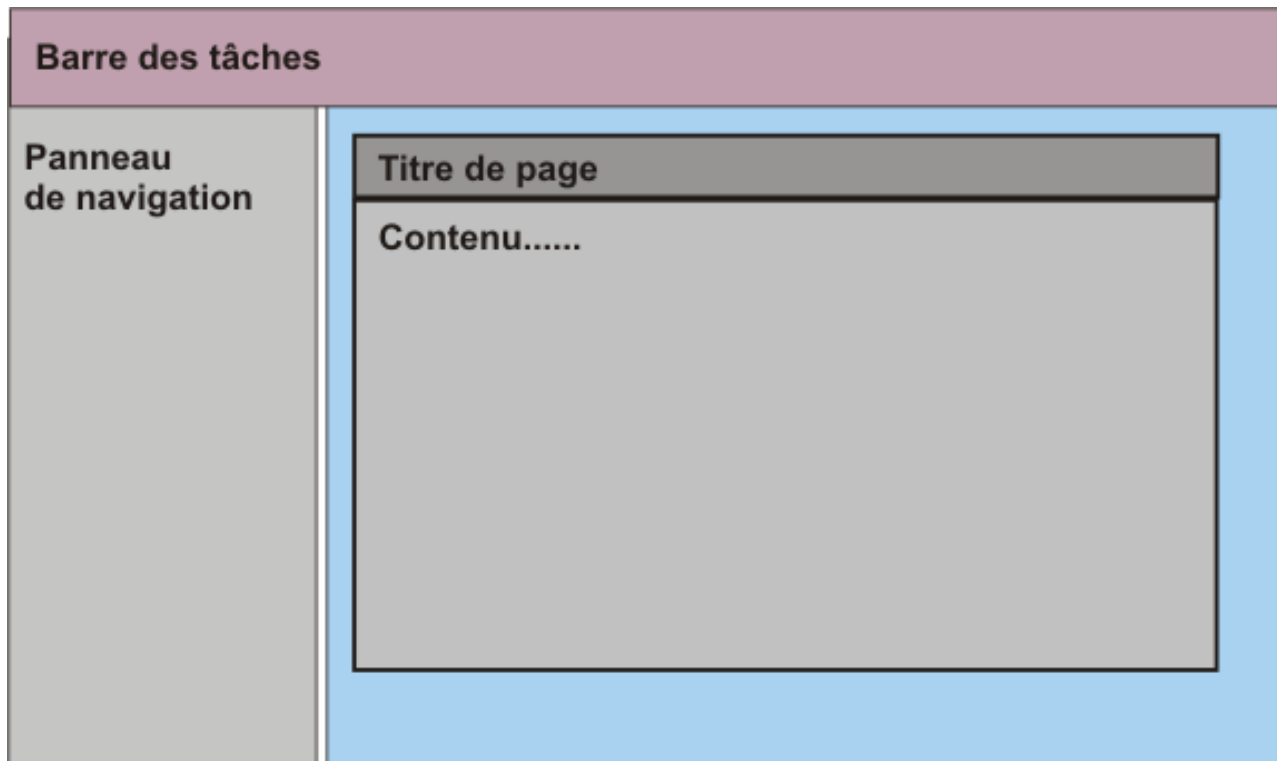 Barre des tâches
Panneau
de navigation
Titre de page
Contenu......